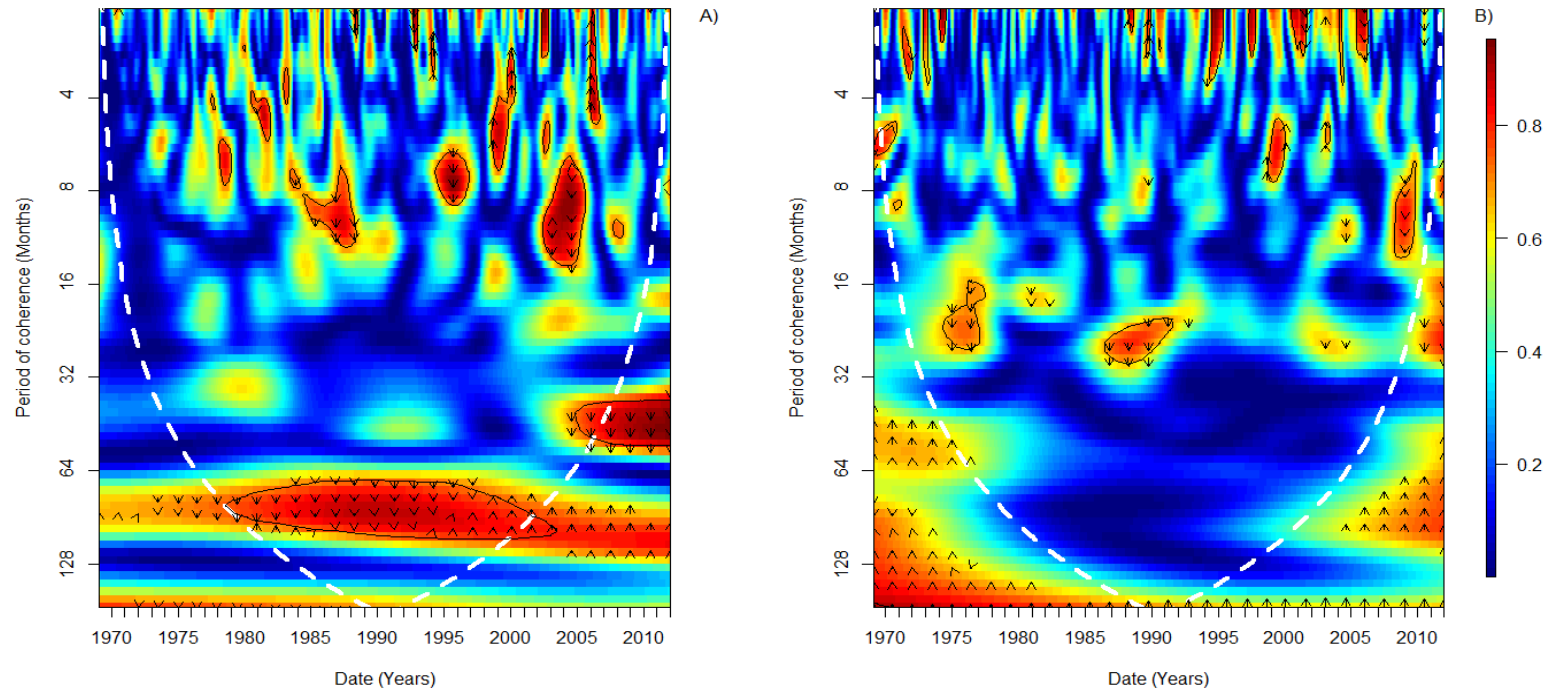 A)
Period of coherence (Months)
4
8
16
32
64
128
1970 1975 1980 1985 1990 1995 2000 2005 2010
Date (Years)
B)
Period of coherence (Months)
4
8
16
32
64
128
1970 1975 1980 1985 1990 1995 2000 2005 2010
Date (Years)
0.8
0.6
0.4
0.2